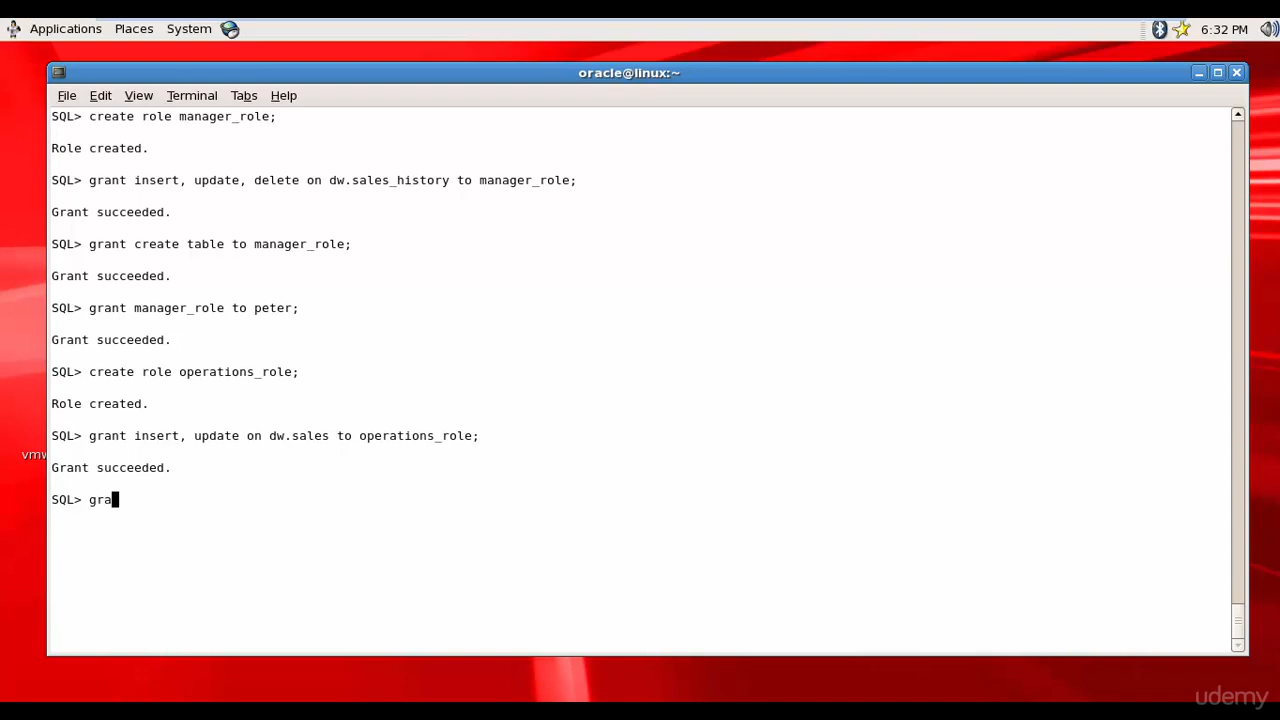 Applications Places System
6:32 PM
oracle@linux:~
File Edit View Terminal Tabs Help
SQL> create role manager_role;
Role created.
SQL> grant insert, update, delete on dw.sales_history to manager_role;
Grant succeeded.
SQL> grant create table to manager_role;
Grant succeeded.
SQL> grant manager_role to peter;
Grant succeeded.
SQL> create role operations_role;
Role created.
SQL> grant insert, update on dw.sales to operations_role;
vmw
Grant succeeded.
SQL> gra
udemy